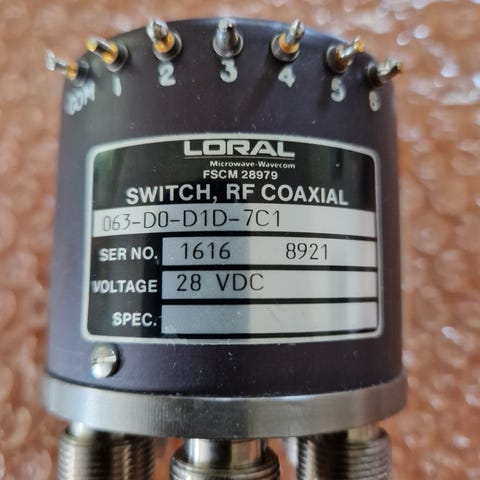 COM 1 2 3 4 5 6
LORAL
Microwave-Wavecom
FSCM 28979
SWITCH, RF COAXIAL
063-D0-D1D-7C1
SER NO. 1616 8921
VOLTAGE 28 VDC
SPEC.